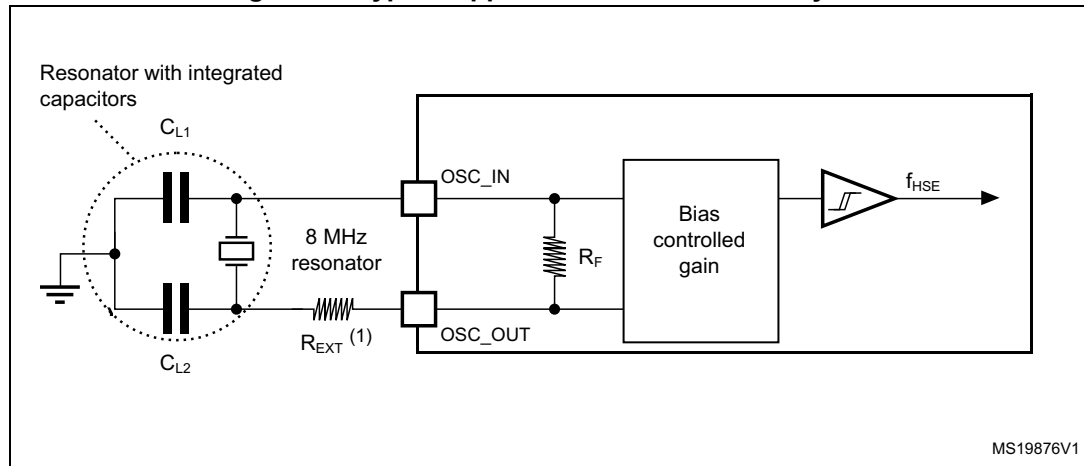 Resonator with integrated
capacitors
CL1
OSC_IN
fHSE
8 MHz
resonator
RF
Bias
controlled
gain
REXT (1)
OSC_OUT
CL2
MS19876V1